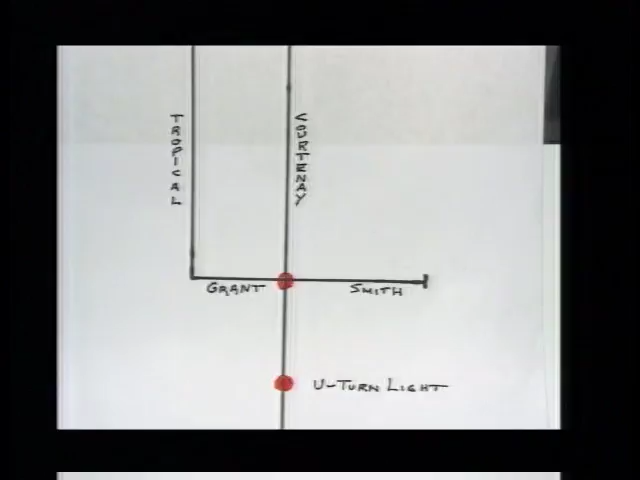 TROPICAL
COURTENAY
GRANT
SMITH
U-TURN LIGHT